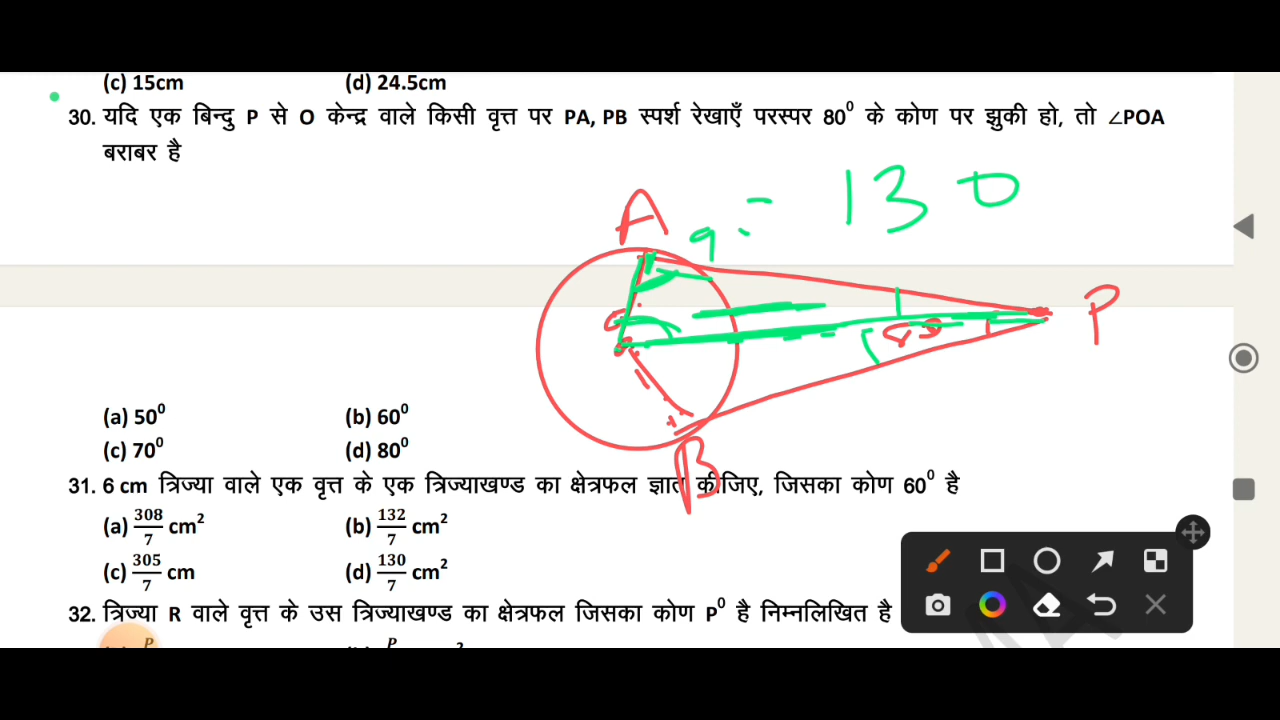 (c) 15cm (d) 24.5cm
30. यदि एक बिन्दु P से O केन्द्र वाले किसी वृत्त पर PA, PB स्पर्श रेखाएँ परस्पर 80⁰ के कोण पर झुकी हो, तो ∠POA
बराबर है
A
= 130
9
P
B
(a) 50⁰ (b) 60⁰
(c) 70⁰ (d) 80⁰
31. 6 cm त्रिज्या वाले एक वृत्त के एक त्रिज्याखण्ड का क्षेत्रफल ज्ञात कीजिए, जिसका कोण 60⁰ है
(a) 308/7 cm² (b) 132/7 cm²
(c) 305/7 cm (d) 130/7 cm²
32. त्रिज्या R वाले वृत्त के उस त्रिज्याखण्ड का क्षेत्रफल जिसका कोण P⁰ है निम्नलिखित है